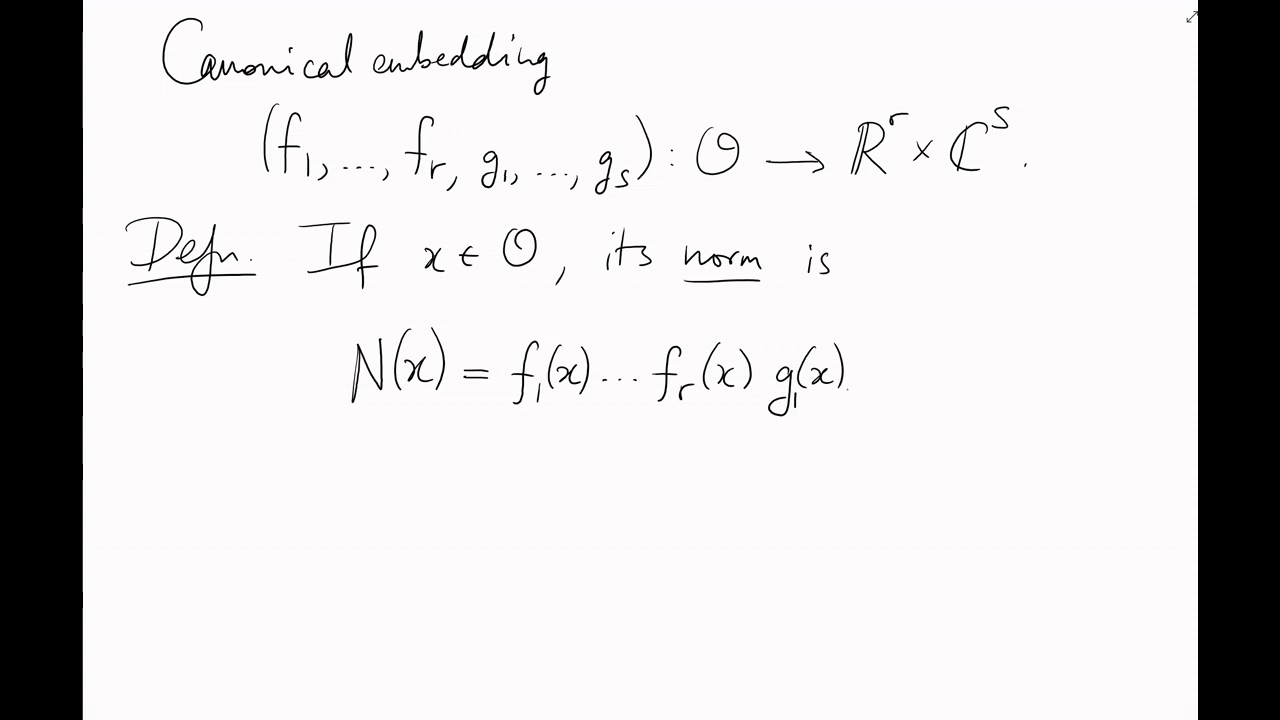 Canonical embedding
(f₁, ..., fᵣ, g₁, ..., gₛ) : 𝒪 → ℝʳ × ℂˢ.
Defn. If x ∈ 𝒪, its norm is
N(x) = f₁(x) ... fᵣ(x) g₁(x)